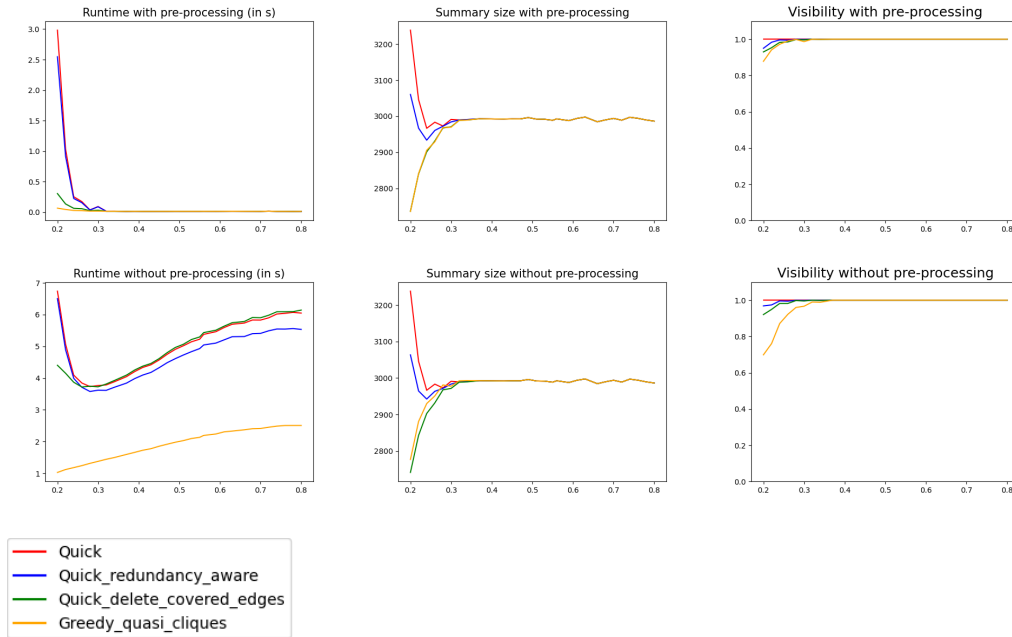 Runtime with pre-processing (in s)
3.0
2.5
2.0
1.5
1.0
0.5
0.0
0.2 0.3 0.4 0.5 0.6 0.7 0.8
Summary size with pre-processing
3200
3100
3000
2900
2800
0.2 0.3 0.4 0.5 0.6 0.7 0.8
Visibility with pre-processing
1.0
0.8
0.6
0.4
0.2
0.0
0.2 0.3 0.4 0.5 0.6 0.7 0.8
Runtime without pre-processing (in s)
7
6
5
4
3
2
1
0.2 0.3 0.4 0.5 0.6 0.7 0.8
Summary size without pre-processing
3200
3100
3000
2900
2800
0.2 0.3 0.4 0.5 0.6 0.7 0.8
Visibility without pre-processing
1.0
0.8
0.6
0.4
0.2
0.0
0.2 0.3 0.4 0.5 0.6 0.7 0.8
Quick
Quick_redundancy_aware
Quick_delete_covered_edges
Greedy_quasi_cliques